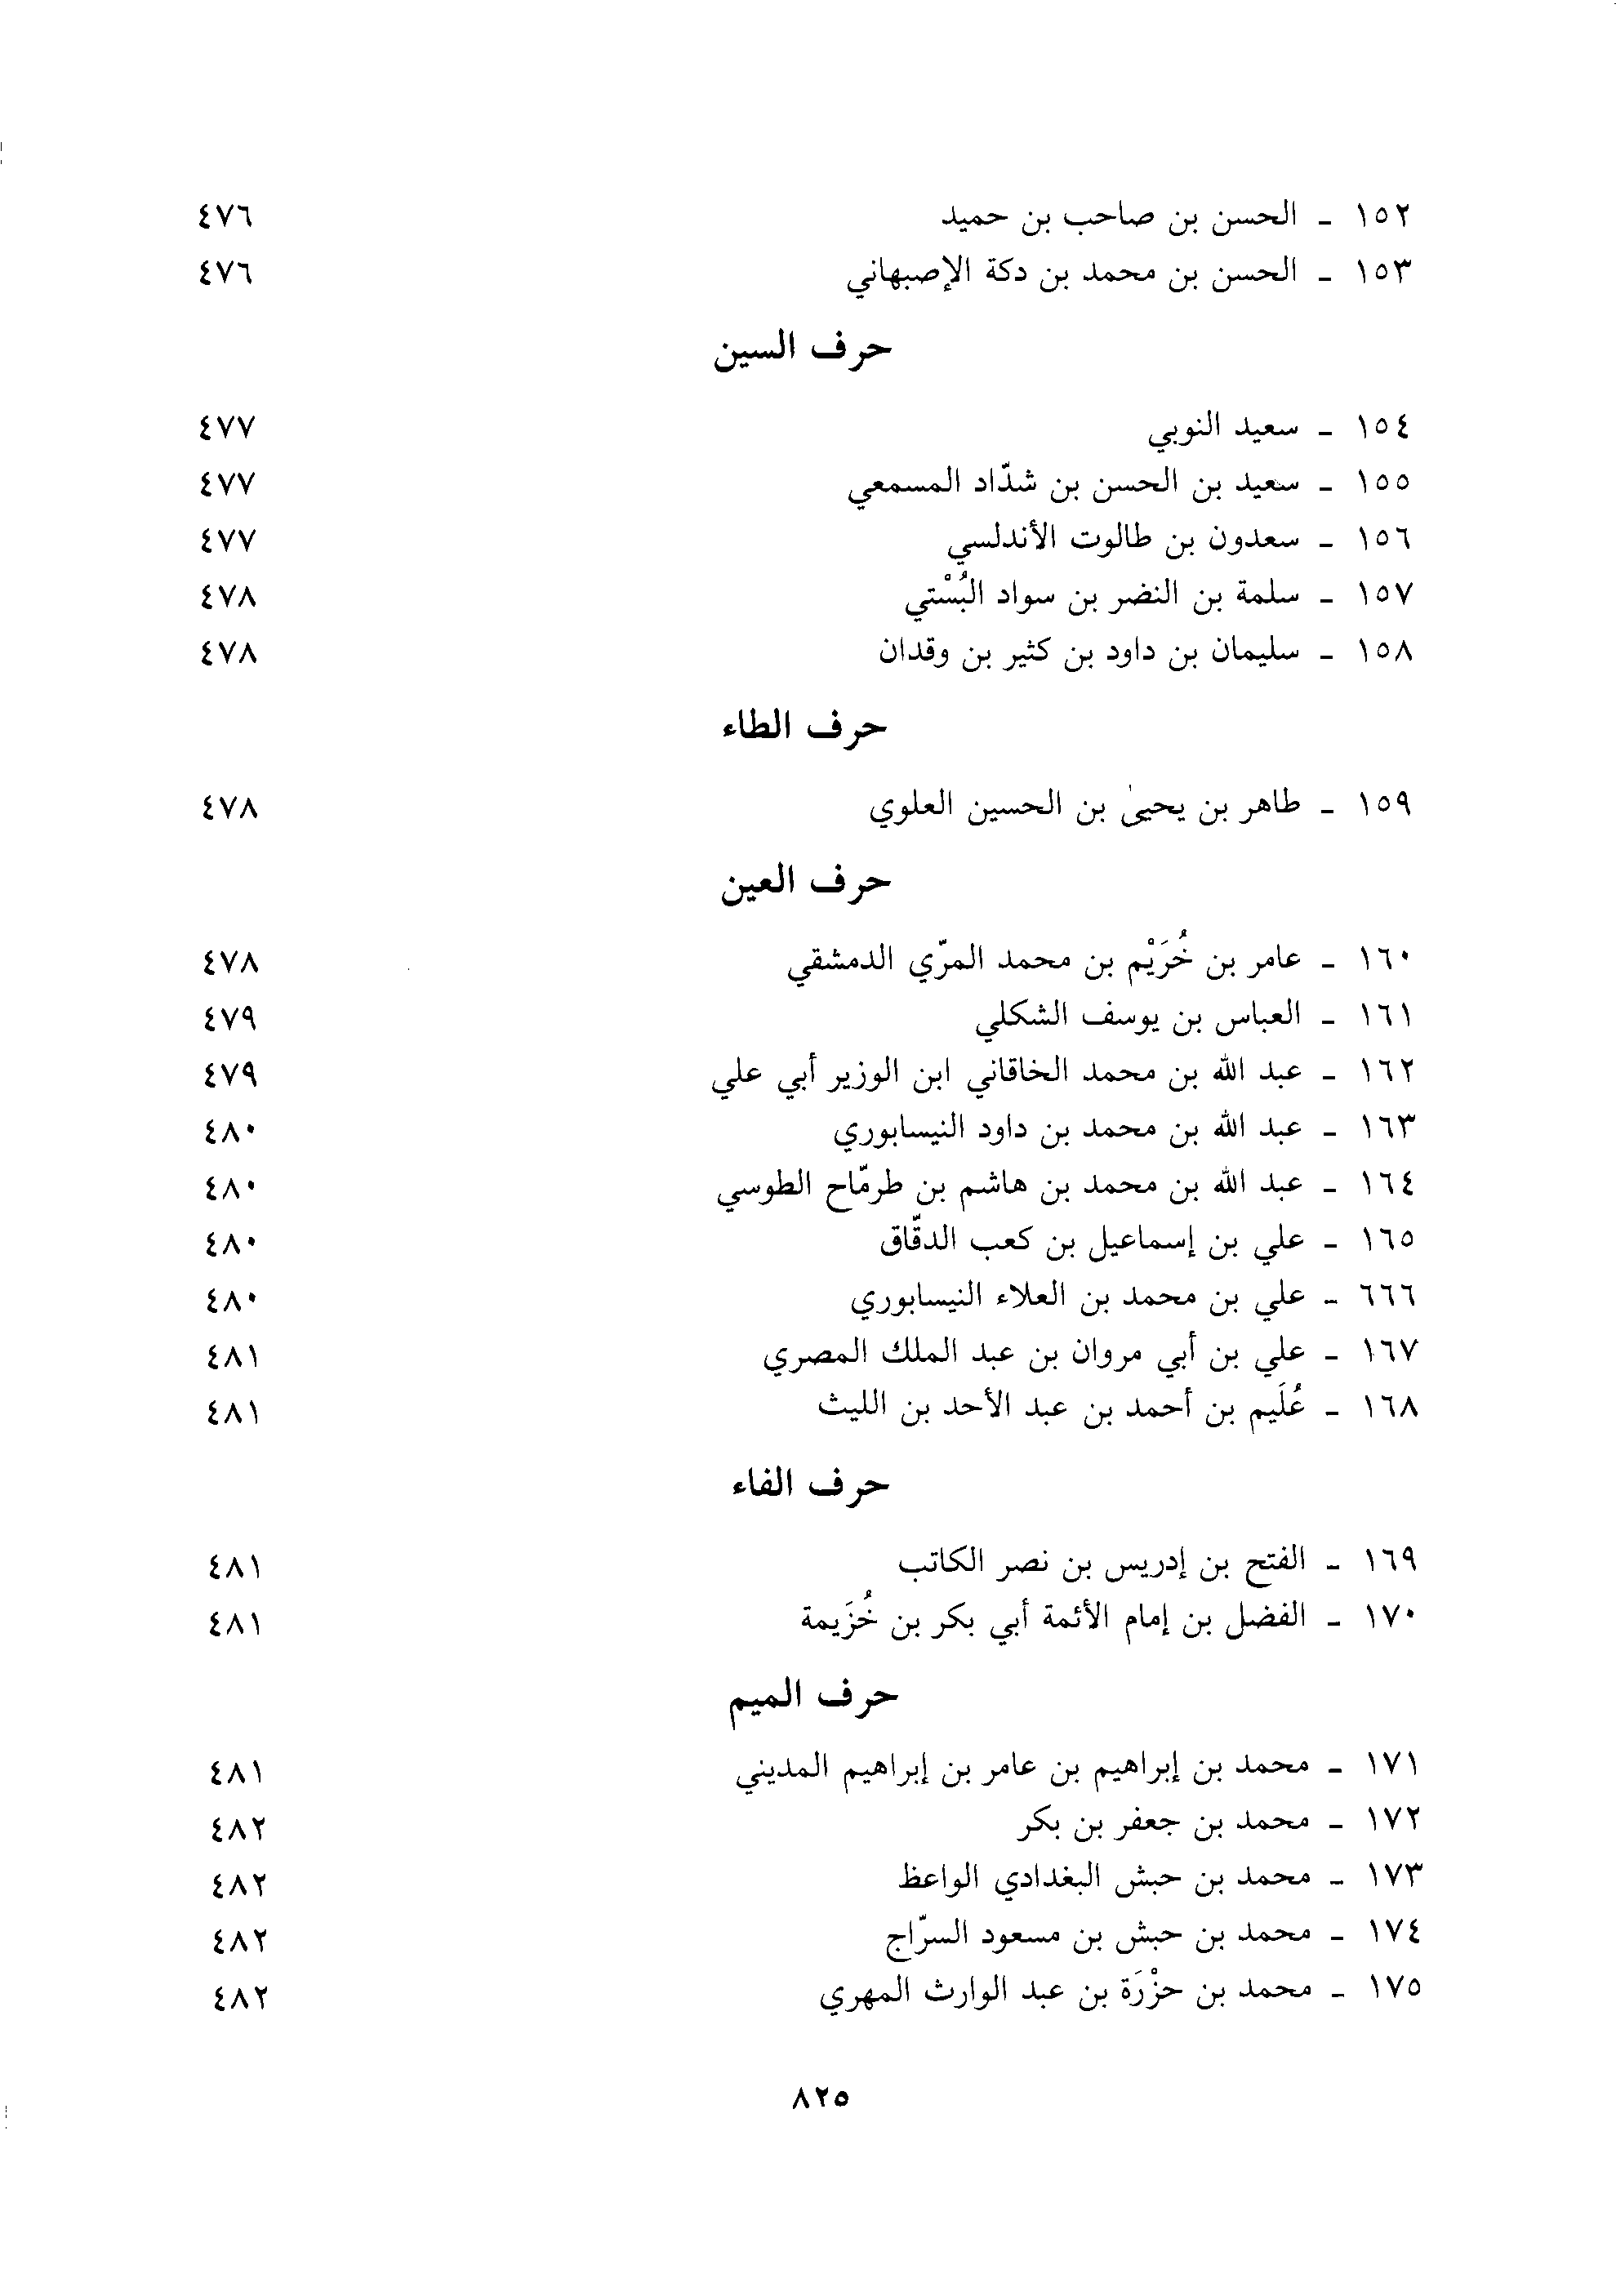 ١٥٢ - الحسن بن صاحب بن حميد ٤٧٦
١٥٣ - الحسن بن محمد بن دكة الإصبهاني ٤٧٦
حرف السين
١٥٤ - سعيد النوبي ٤٧٧
١٥٥ - سعيد بن الحسن بن شدّاد المسمعي ٤٧٧
١٥٦ - سعدون بن طالوت الأندلسي ٤٧٧
١٥٧ - سلمة بن النضر بن سواد البُسْتي ٤٧٨
١٥٨ - سليمان بن داود بن كثير بن وقدان ٤٧٨
حرف الطاء
١٥٩ - طاهر بن يحيىٰ بن الحسين العلوي ٤٧٨
حرف العين
١٦٠ - عامر بن خُرَيْم بن محمد المرّي الدمشقي ٤٧٨
١٦١ - العباس بن يوسف الشكلي ٤٧٩
١٦٢ - عبد الله بن محمد الخاقاني ابن الوزير أبي علي ٤٧٩
١٦٣ - عبد الله بن محمد بن داود النيسابوري ٤٨٠
١٦٤ - عبد الله بن محمد بن هاشم بن طرمّاح الطوسي ٤٨٠
١٦٥ - علي بن إسماعيل بن كعب الدقّاق ٤٨٠
٦٦٦ - علي بن محمد بن العلاء النيسابوري ٤٨٠
١٦٧ - علي بن أبي مروان بن عبد الملك المصري ٤٨١
١٦٨ - عُلَيم بن أحمد بن عبد الأحد بن الليث ٤٨١
حرف الفاء
١٦٩ - الفتح بن إدريس بن نصر الكاتب ٤٨١
١٧٠ - الفضل بن إمام الأئمة أبي بكر بن خُزَيمة ٤٨١
حرف الميم
١٧١ - محمد بن إبراهيم بن عامر بن إبراهيم المديني ٤٨١
١٧٢ - محمد بن جعفر بن بكر ٤٨٢
١٧٣ - محمد بن حبش البغدادي الواعظ ٤٨٢
١٧٤ - محمد بن حبش بن مسعود السرّاج ٤٨٢
١٧٥ - محمد بن حزْرَة بن عبد الوارث المهري ٤٨٢
٨٢٥